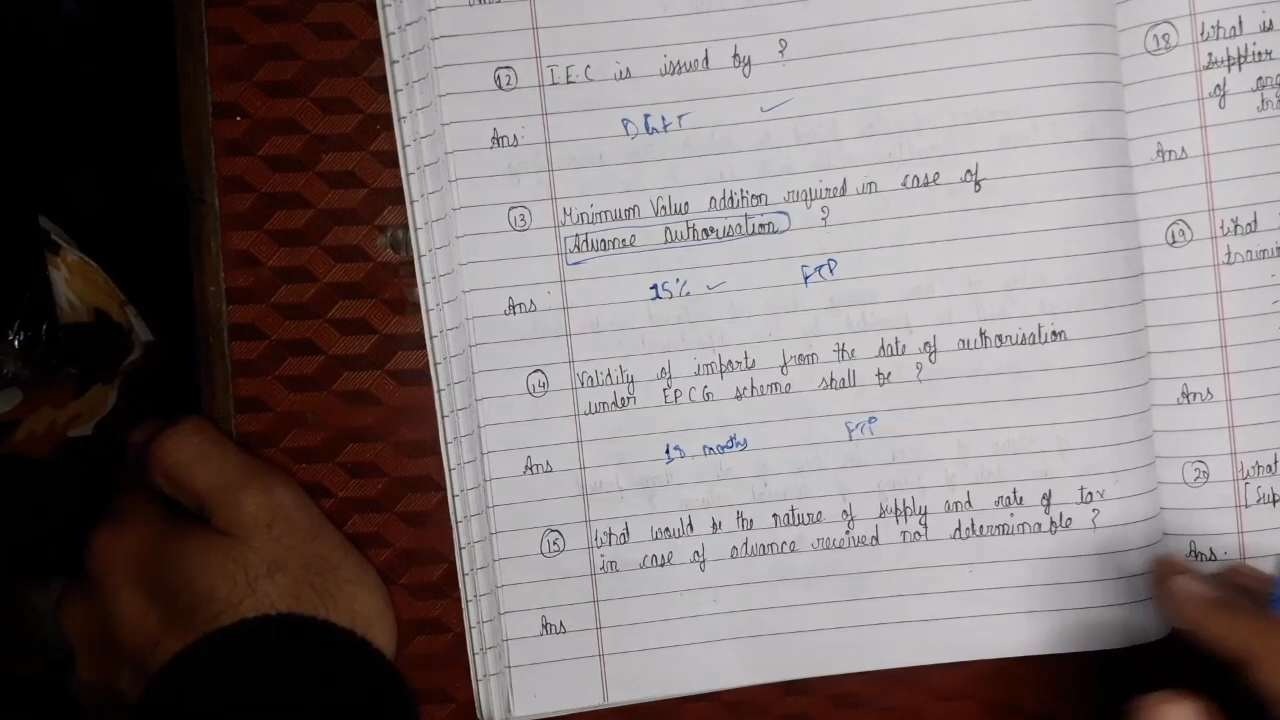 12 I.E.C is issued by ?
Ans: DGFT ✓
13 Minimum Value addition required in case of
Advance Authorisation ?
Ans: 15% ✓ FTP
14 Validity of imports from the date of authorisation
under EPCG scheme shall be ?
Ans 18 months FTP
15 What would be the nature of supply and rate of tax
in case of advance received not determinable ?
Ans
18 What is
supplier
of
Ans
19 What
Ans
20 What
Ans.